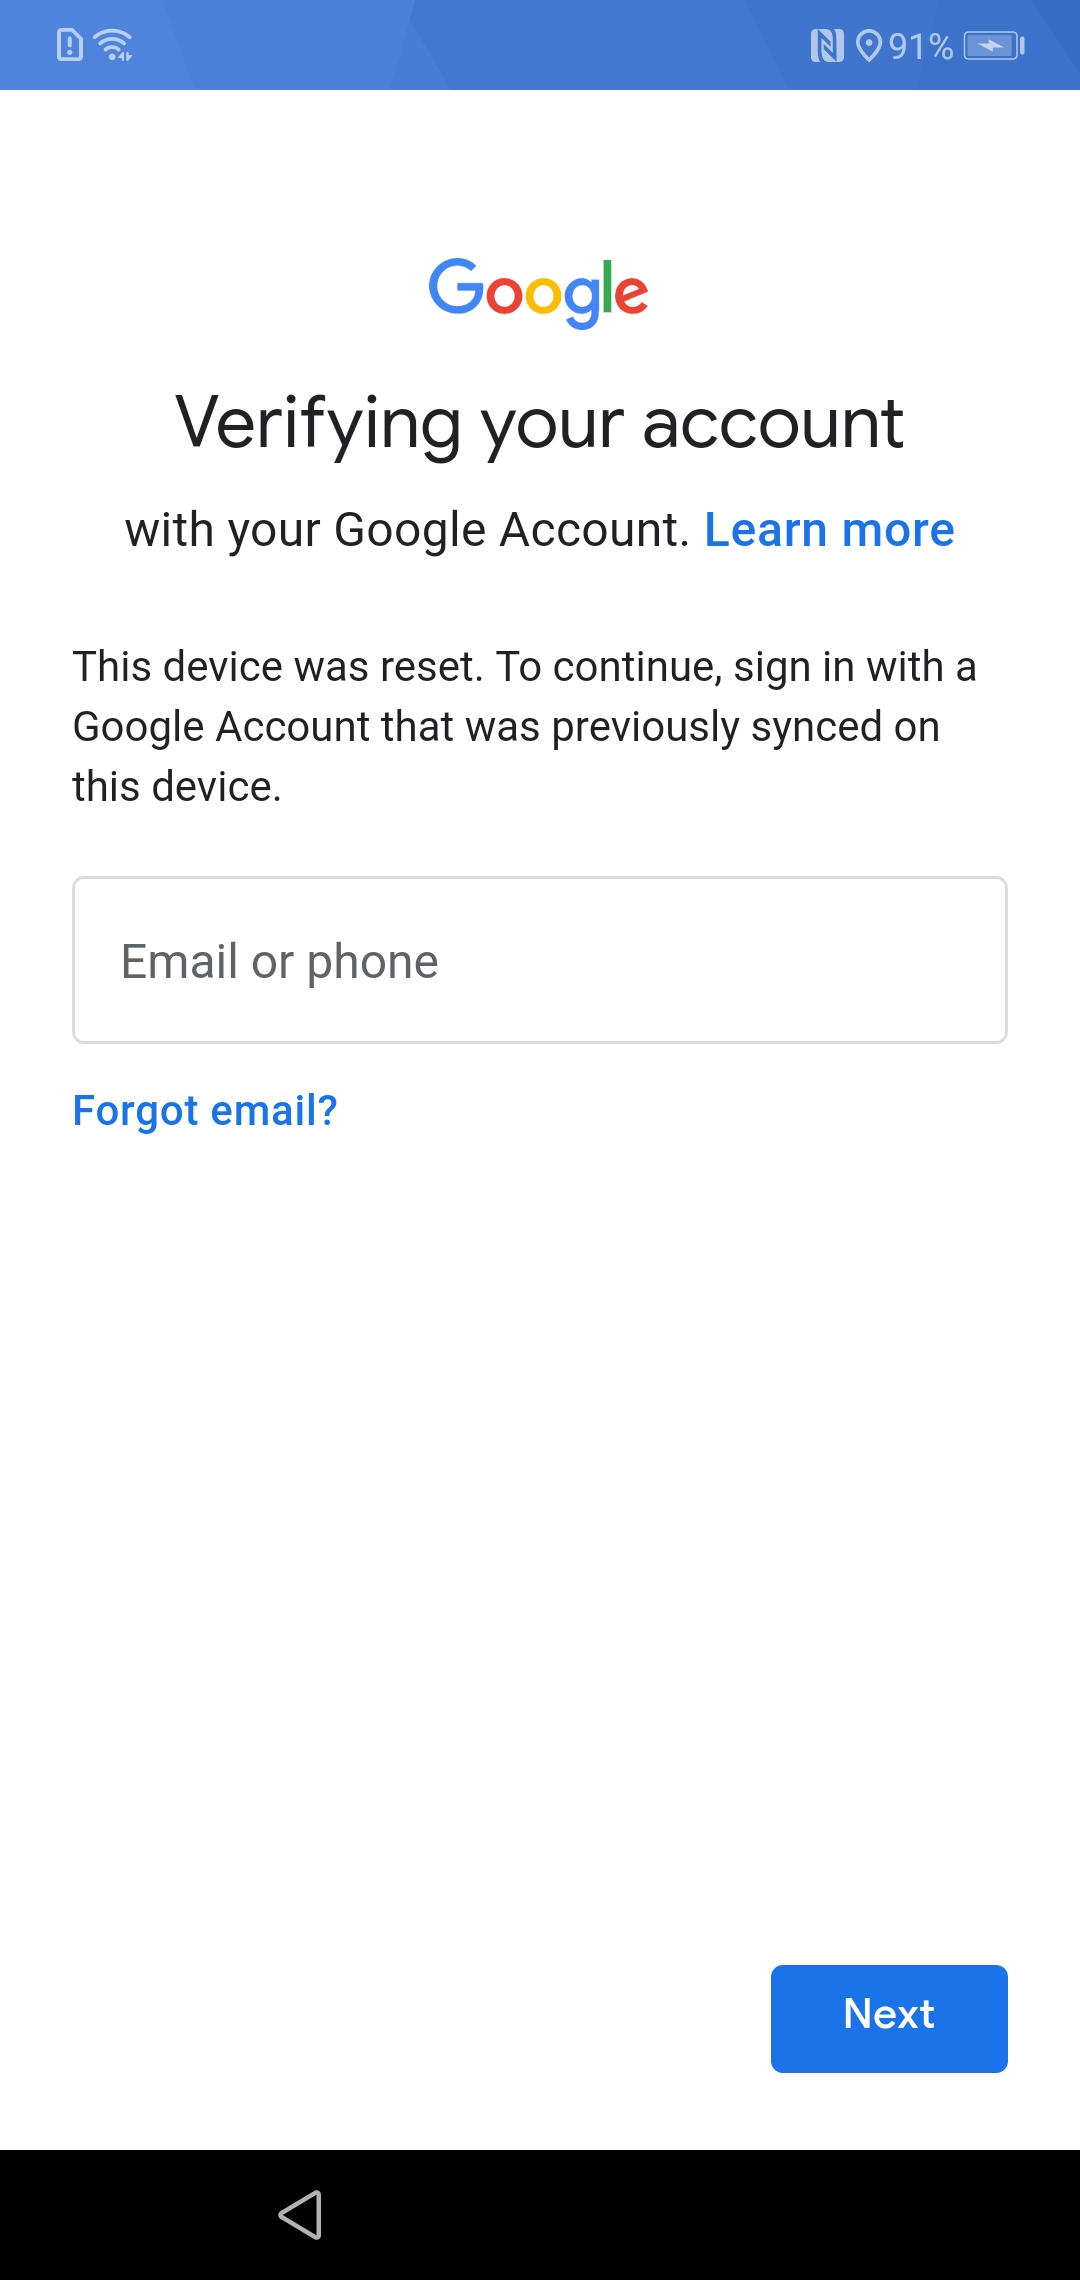 91%
Google
Verifying your account
with your Google Account. Learn more
This device was reset. To continue, sign in with a
Google Account that was previously synced on
this device.
Email or phone
Forgot email?
Next